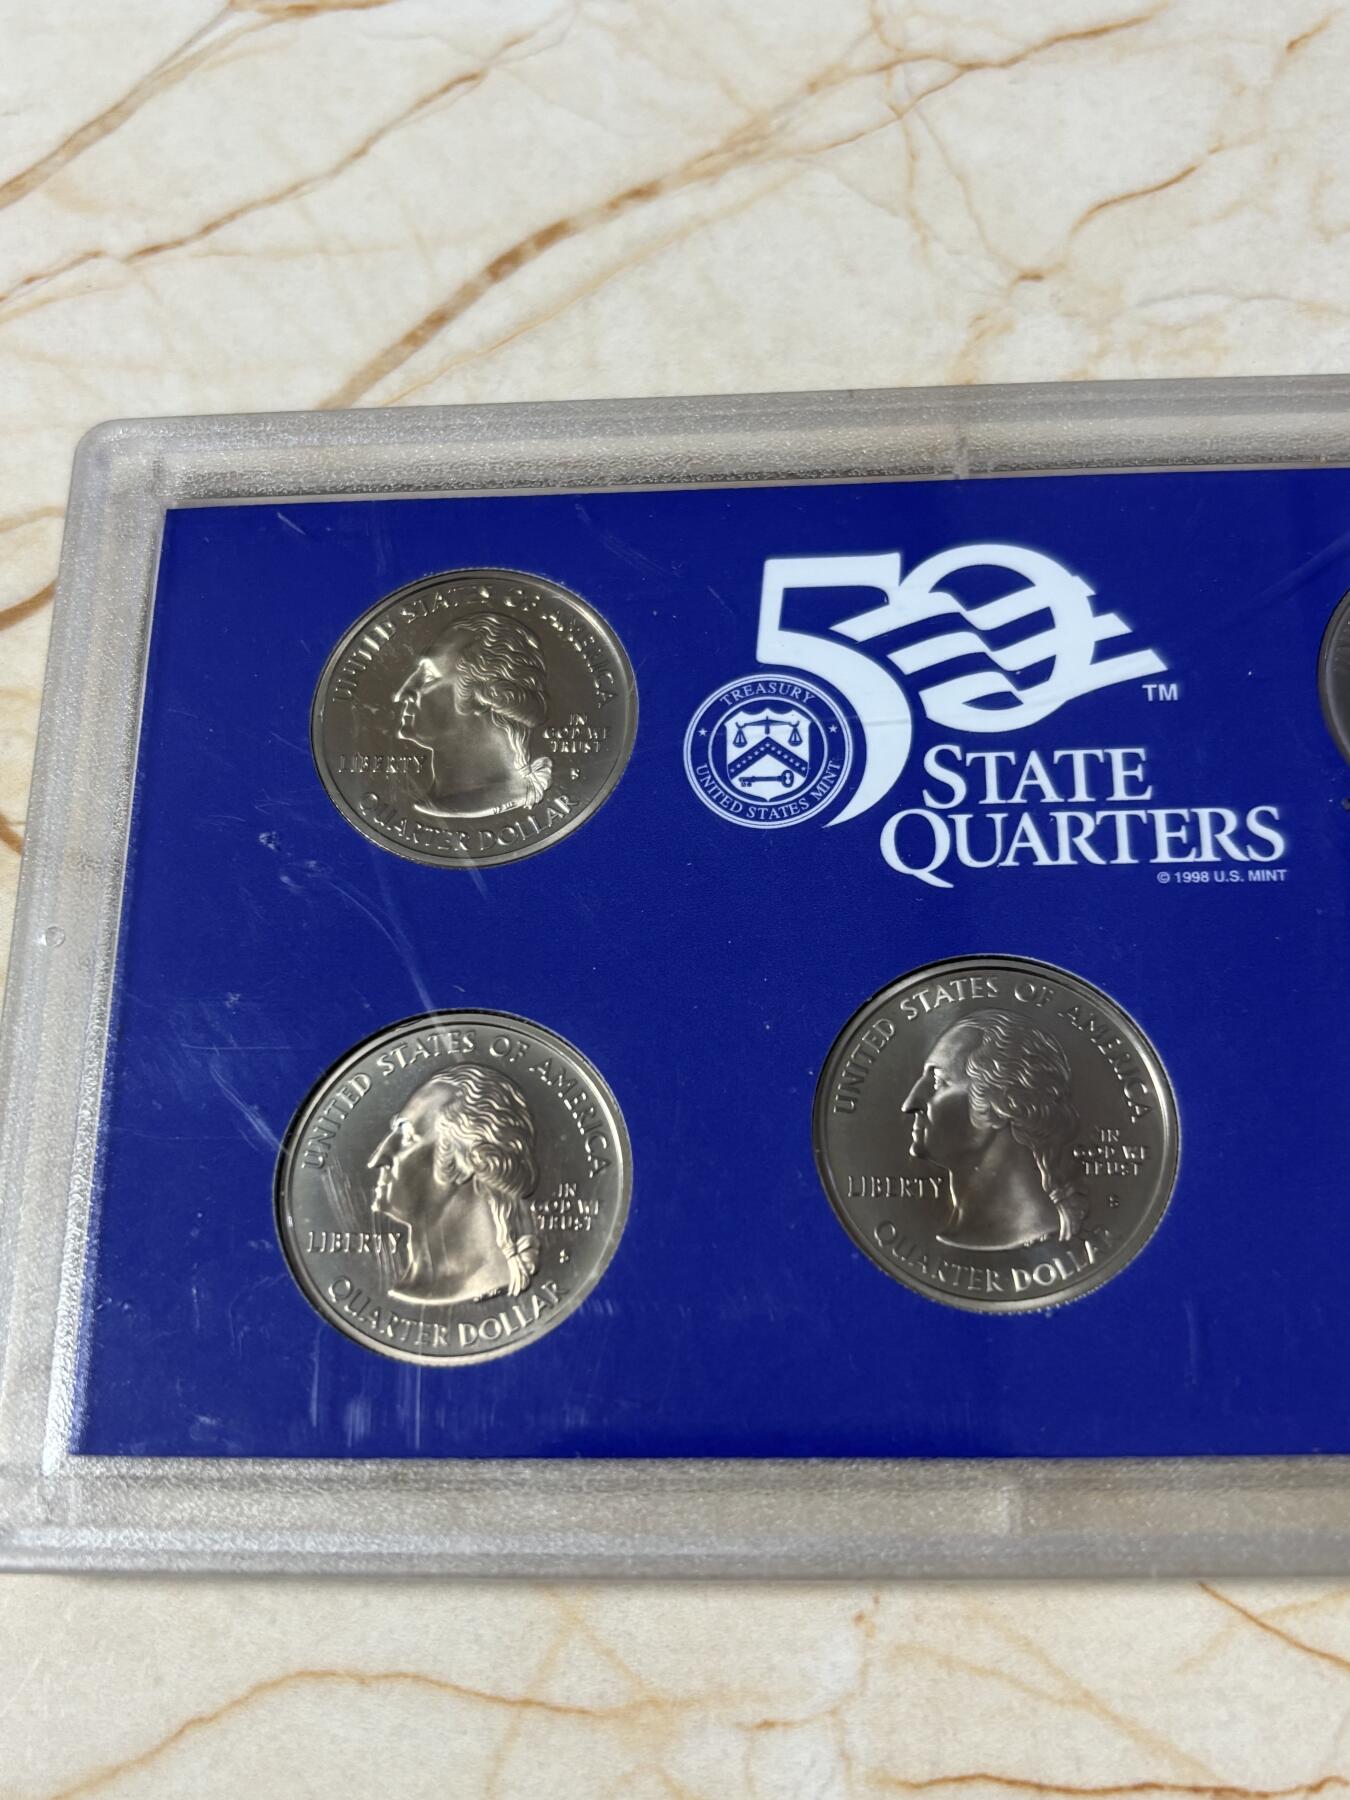 UNITED STATES OF AMERICA
IN
GOD WE
TRUST
LIBERTY
S
QUARTER DOLLAR
50
TM
TREASURY
UNITED STATES MINT
STATE
QUARTERS
© 1998 U.S. MINT
UNITED STATES OF AMERICA
IN
GOD WE
TRUST
LIBERTY
S
QUARTER DOLLAR
UNITED STATES OF AMERICA
IN
GOD WE
TRUST
LIBERTY
S
QUARTER DOLLAR